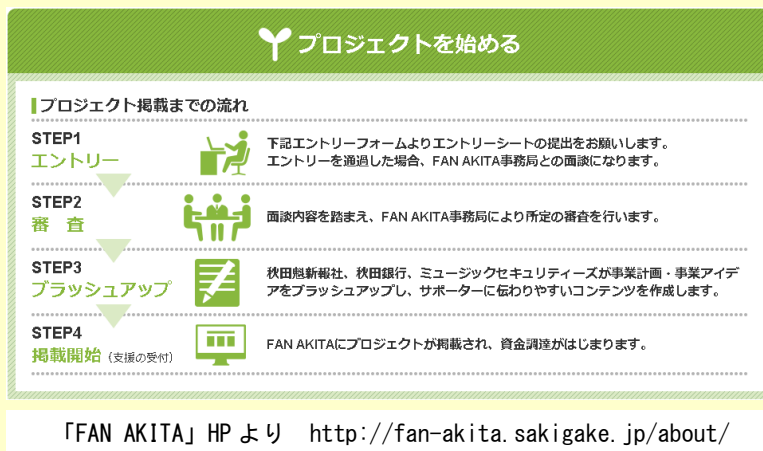 プロジェクトを始める
プロジェクト掲載までの流れ
STEP1
エントリー
下記エントリーフォームよりエントリーシートの提出をお願いします。
エントリーを通過した場合、FAN AKITA事務局との面談になります。
STEP2
審 査
面談内容を踏まえ、FAN AKITA事務局により所定の審査を行います。
STEP3
ブラッシュアップ
秋田魁新報社、秋田銀行、ミュージックセキュリティーズが事業計画・事業アイデ
アをブラッシュアップし、サポーターに伝わりやすいコンテンツを作成します。
STEP4
掲載開始（支援の受付）
FAN AKITAにプロジェクトが掲載され、資金調達がはじまります。
「FAN AKITA」HPより　http://fan-akita.sakigake.jp/about/